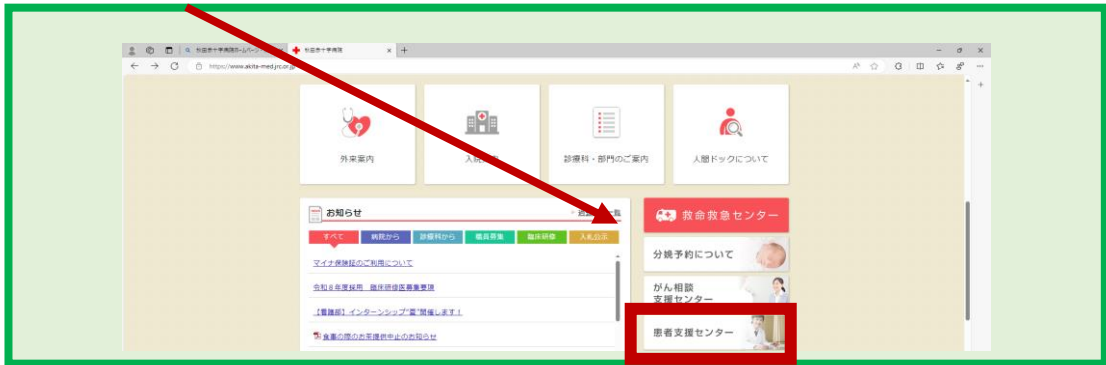 秋田赤十字病院
https://www.akita-med.jrc.or.jp
外来案内
診療科・部門のご案内
人間ドックについて
お知らせ
救命救急センター
すべて
病院から
診療科から
職員募集
臨床研修
入札公示
分娩予約について
マイナ保険証のご利用について
令和8年度採用 臨床研修医募集要項
がん相談
支援センター
【看護部】インターンシップ“夏”開催します！
患者支援センター
食薬の際のお茶提供中止のお知らせ